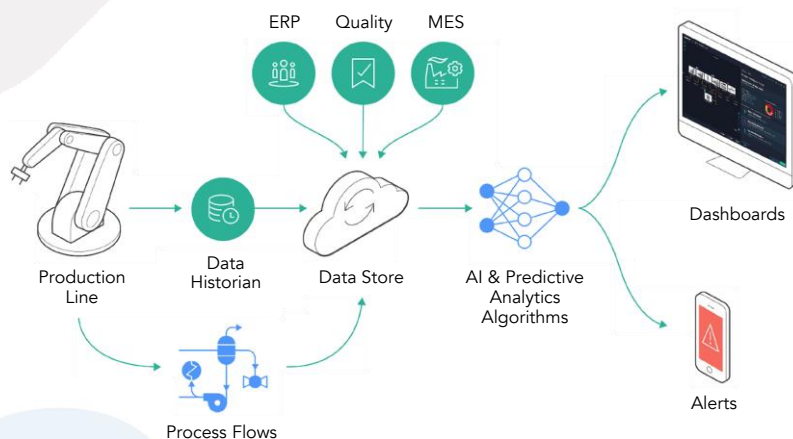 ERP
Quality
MES
Production
Line
Data
Historian
Data Store
AI & Predictive
Analytics
Algorithms
Dashboards
Process Flows
Alerts